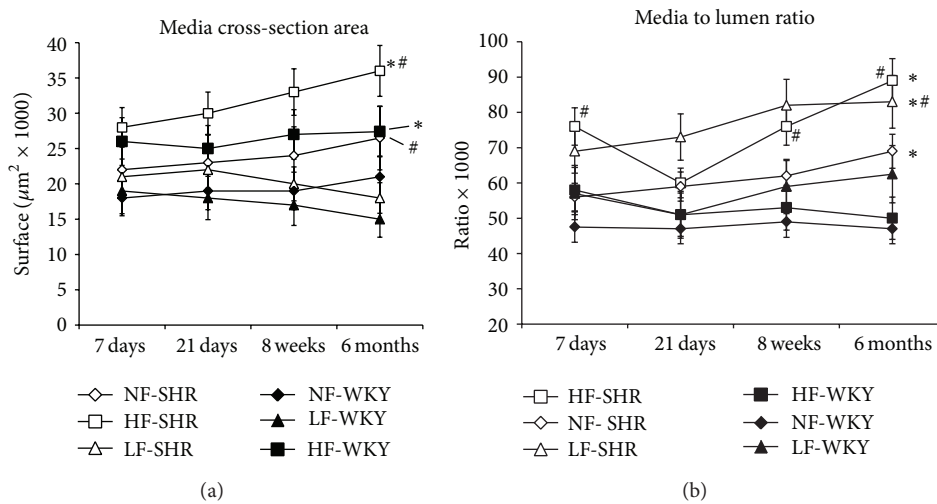 Media cross-section area
Surface (μm² × 1000)
40
35
30
25
20
15
10
5
0
* #
*
#
7 days 21 days 8 weeks 6 months
NF-SHR NF-WKY
HF-SHR LF-WKY
LF-SHR HF-WKY
(a)
Media to lumen ratio
Ratio × 1000
100
90
80
70
60
50
40
30
20
#
#
# *
* #
*
7 days 21 days 8 weeks 6 months
HF-SHR HF-WKY
NF- SHR NF-WKY
LF-SHR LF-WKY
(b)